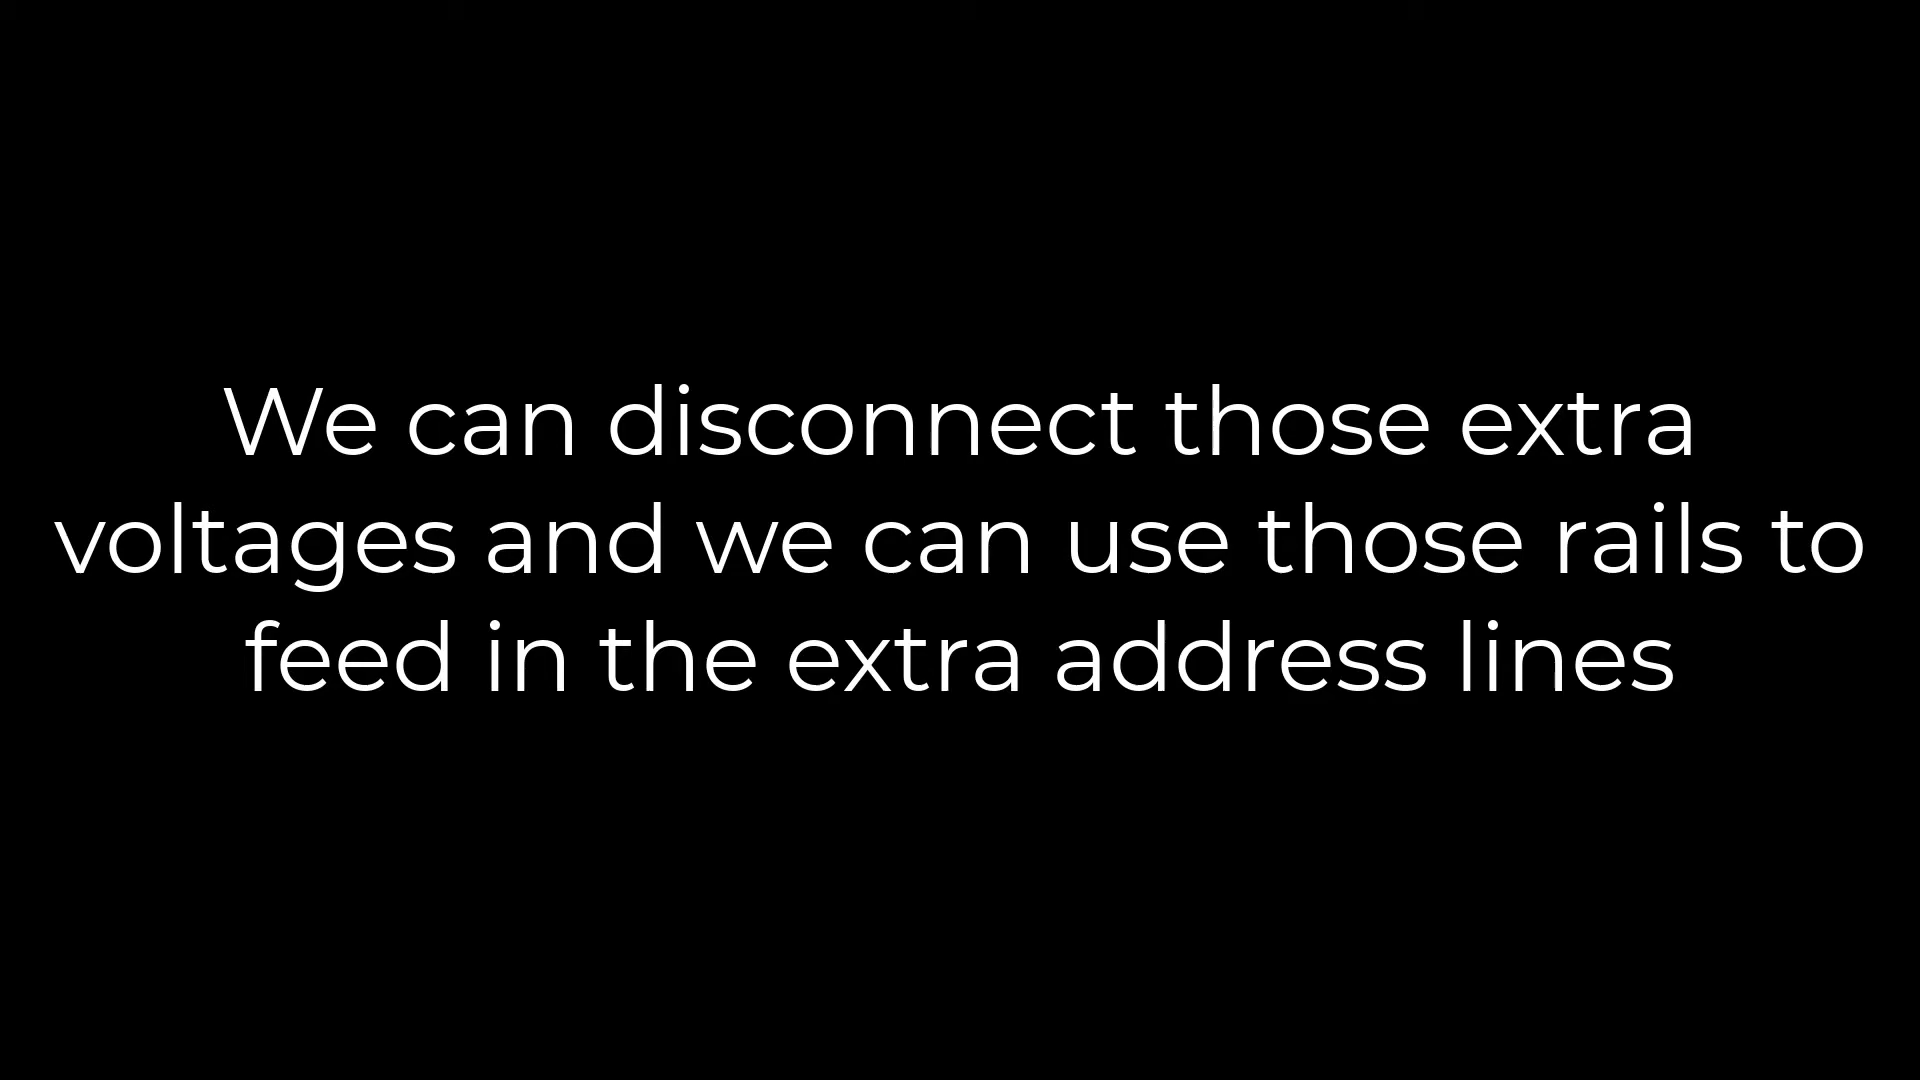 We can disconnect those extra
voltages and we can use those rails to
feed in the extra address lines